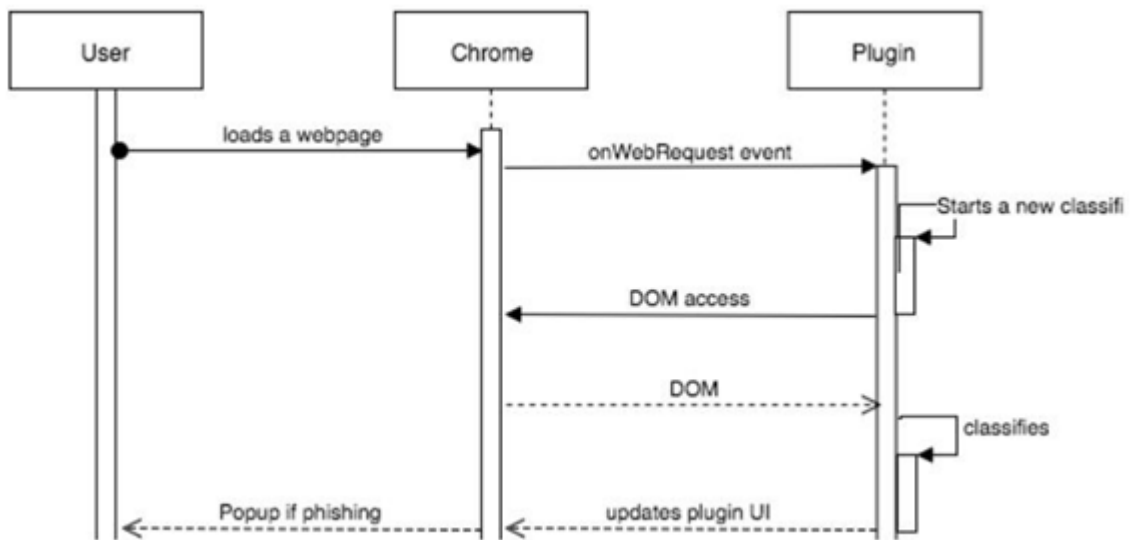 User
Chrome
Plugin
loads a webpage
onWebRequest event
Starts a new classifi
DOM access
DOM
classifies
Popup if phishing
updates plugin UI